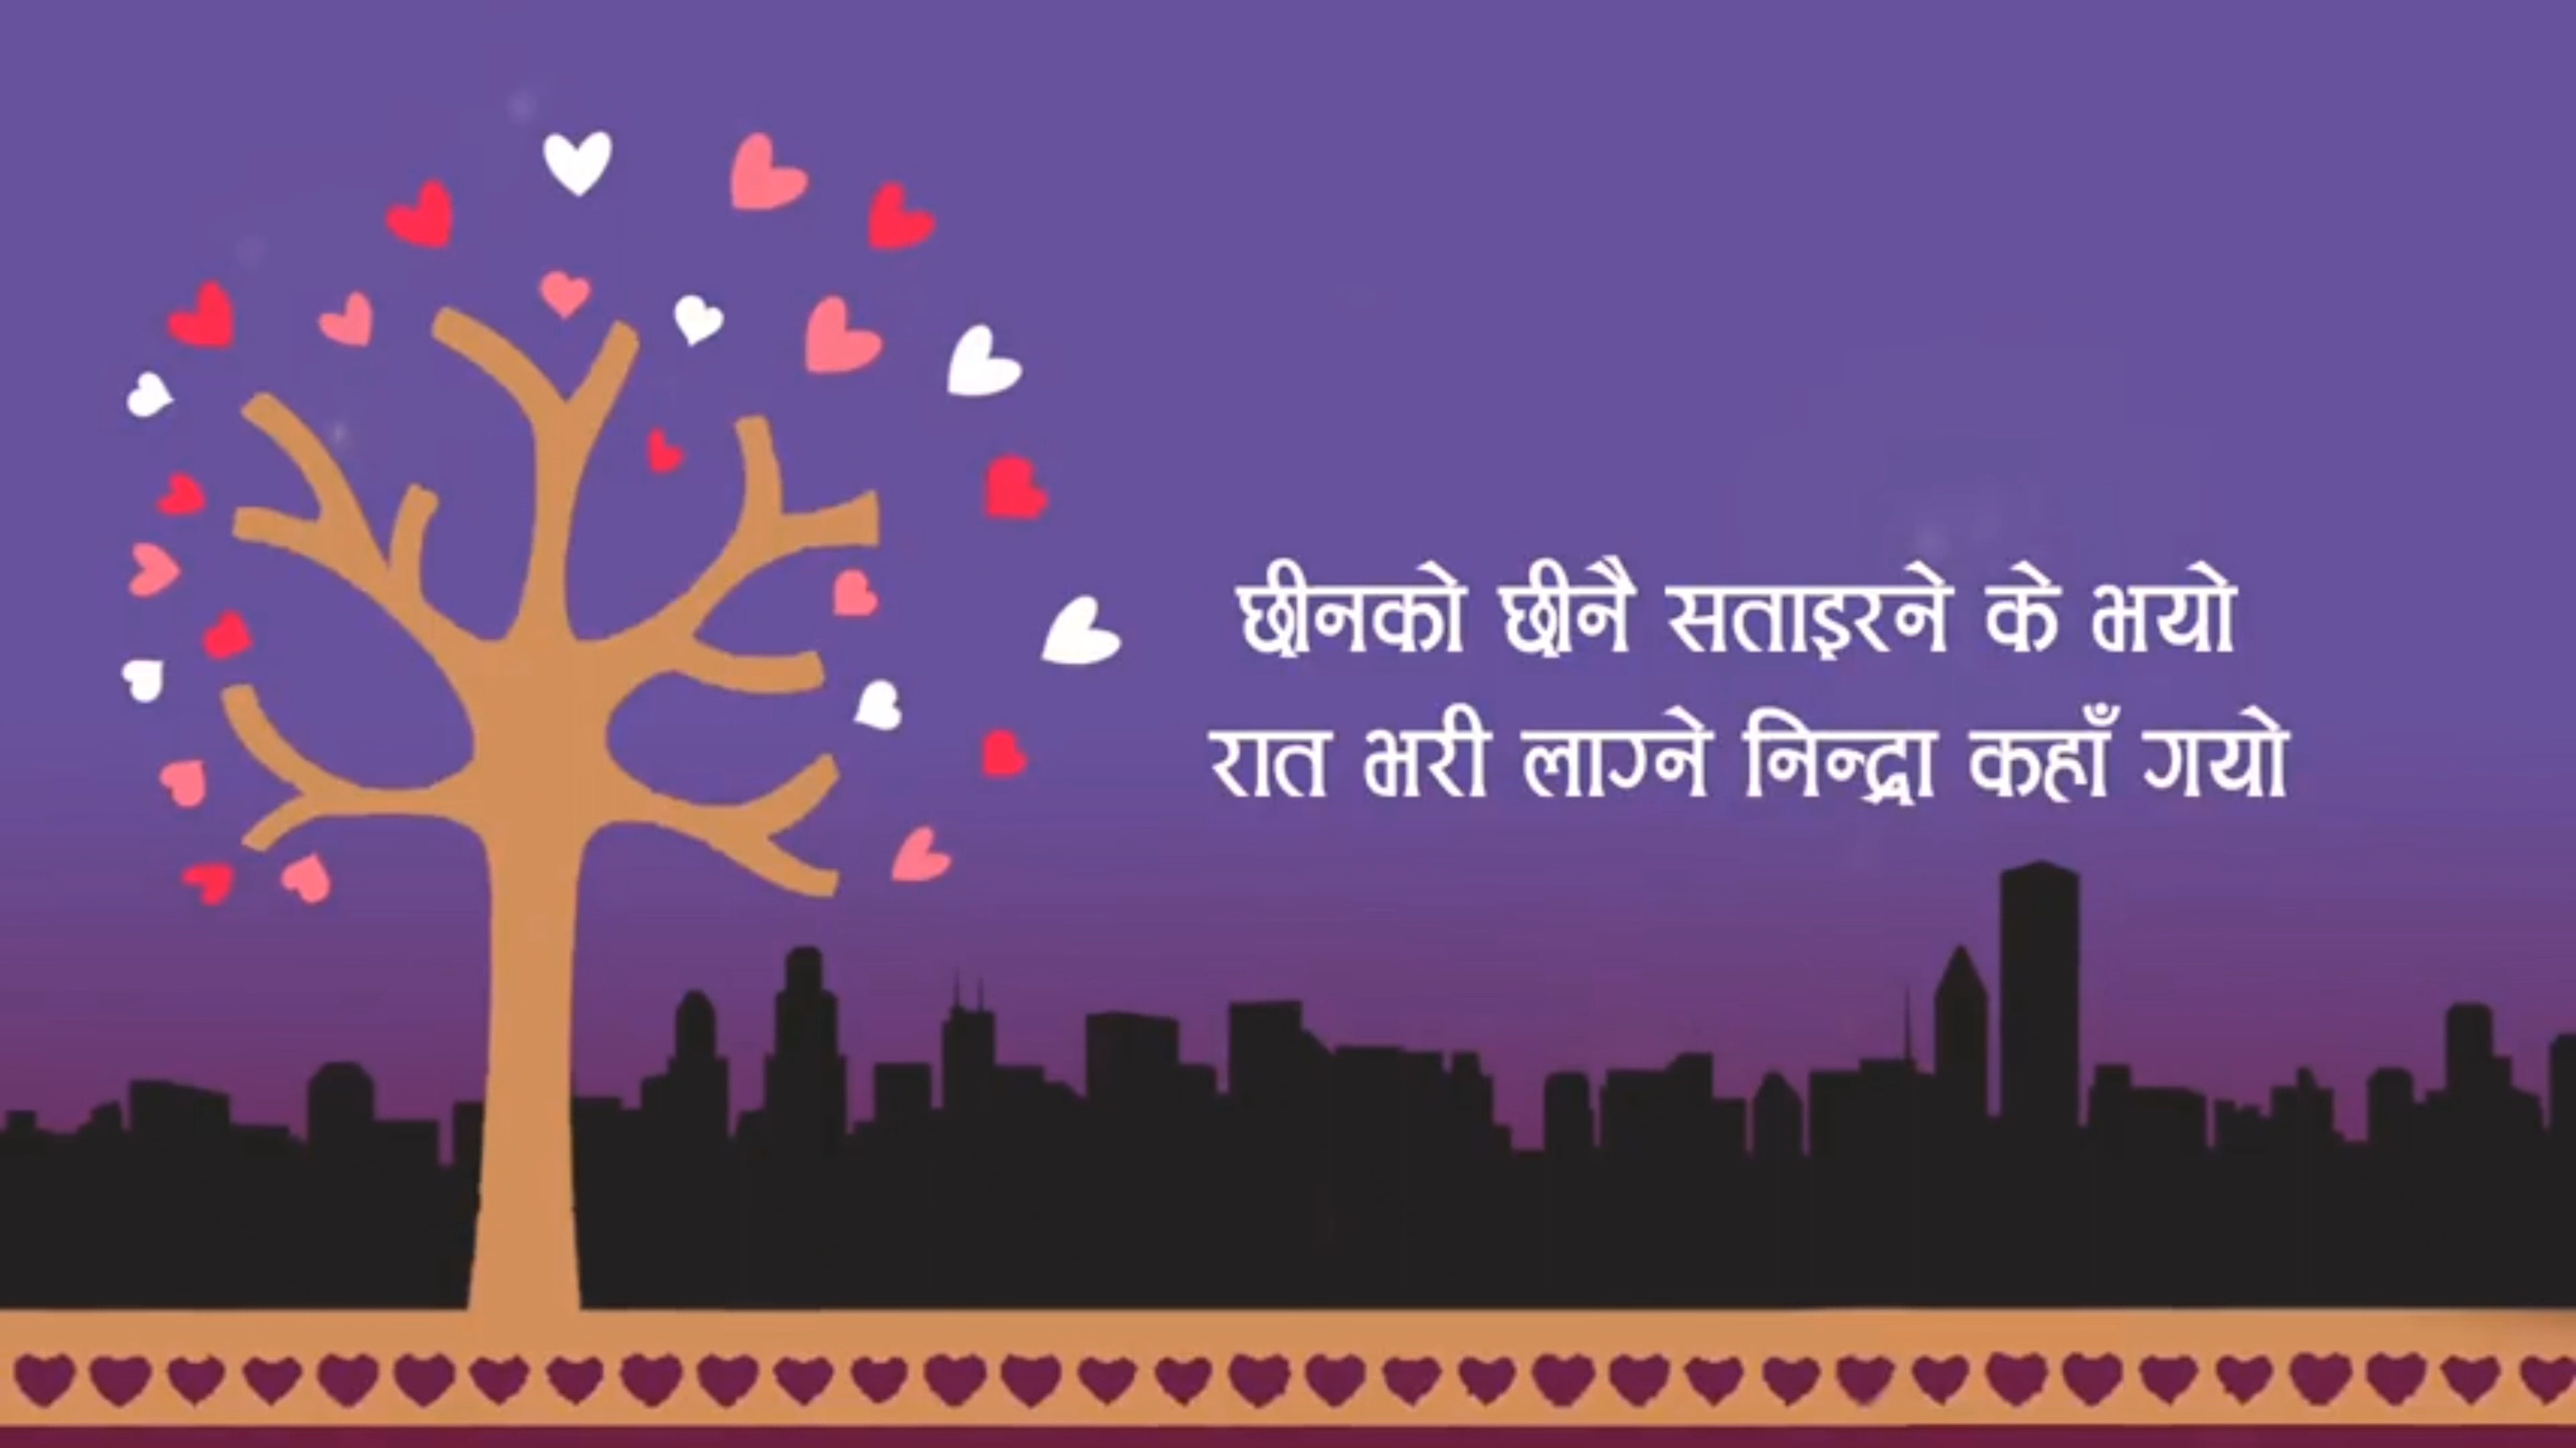 छीनको छीनै सताइरने के भयो
रात भरी लाग्ने निन्द्रा कहाँ गयो